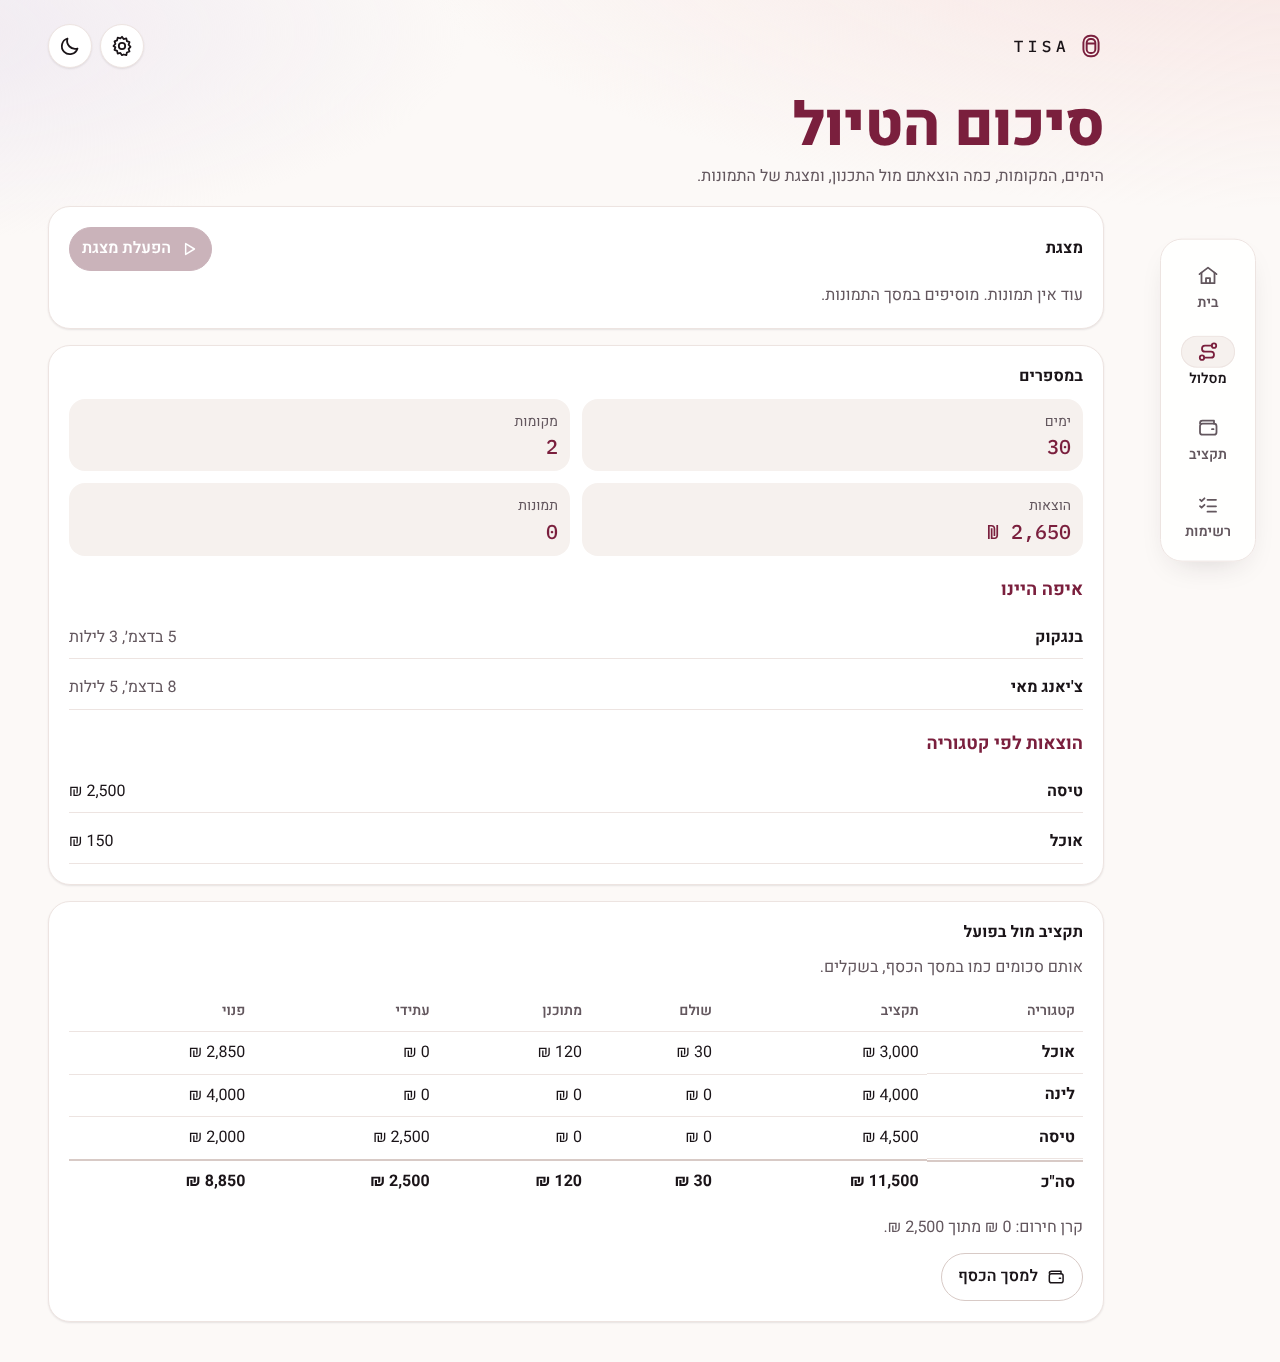 TISA
סיכום הטיול
הימים, המקומות, כמה הוצאתם מול התכנון, ומצגת של התמונות.
מצגת
הפעלת מצגת
עוד אין תמונות. מוסיפים במסך התמונות.
בית
מסלול
תקציב
רשימות
במספרים
ימים
30
מקומות
2
הוצאות
2,650 ₪
תמונות
0
איפה היינו
בנגקוק 5 בדצמ׳, 3 לילות
צ'יאנג מאי 8 בדצמ׳, 5 לילות
הוצאות לפי קטגוריה
טיסה 2,500 ₪
אוכל 150 ₪
תקציב מול בפועל
אותם סכומים כמו במסך הכסף, בשקלים.
קטגוריה תקציב שולם מתוכנן עתידי פנוי
אוכל 3,000 ₪ 30 ₪ 120 ₪ 0 ₪ 2,850 ₪
לינה 4,000 ₪ 0 ₪ 0 ₪ 0 ₪ 4,000 ₪
טיסה 4,500 ₪ 0 ₪ 0 ₪ 2,500 ₪ 2,000 ₪
סה"כ 11,500 ₪ 30 ₪ 120 ₪ 2,500 ₪ 8,850 ₪
קרן חירום: 0 ₪ מתוך 2,500 ₪.
למסך הכסף